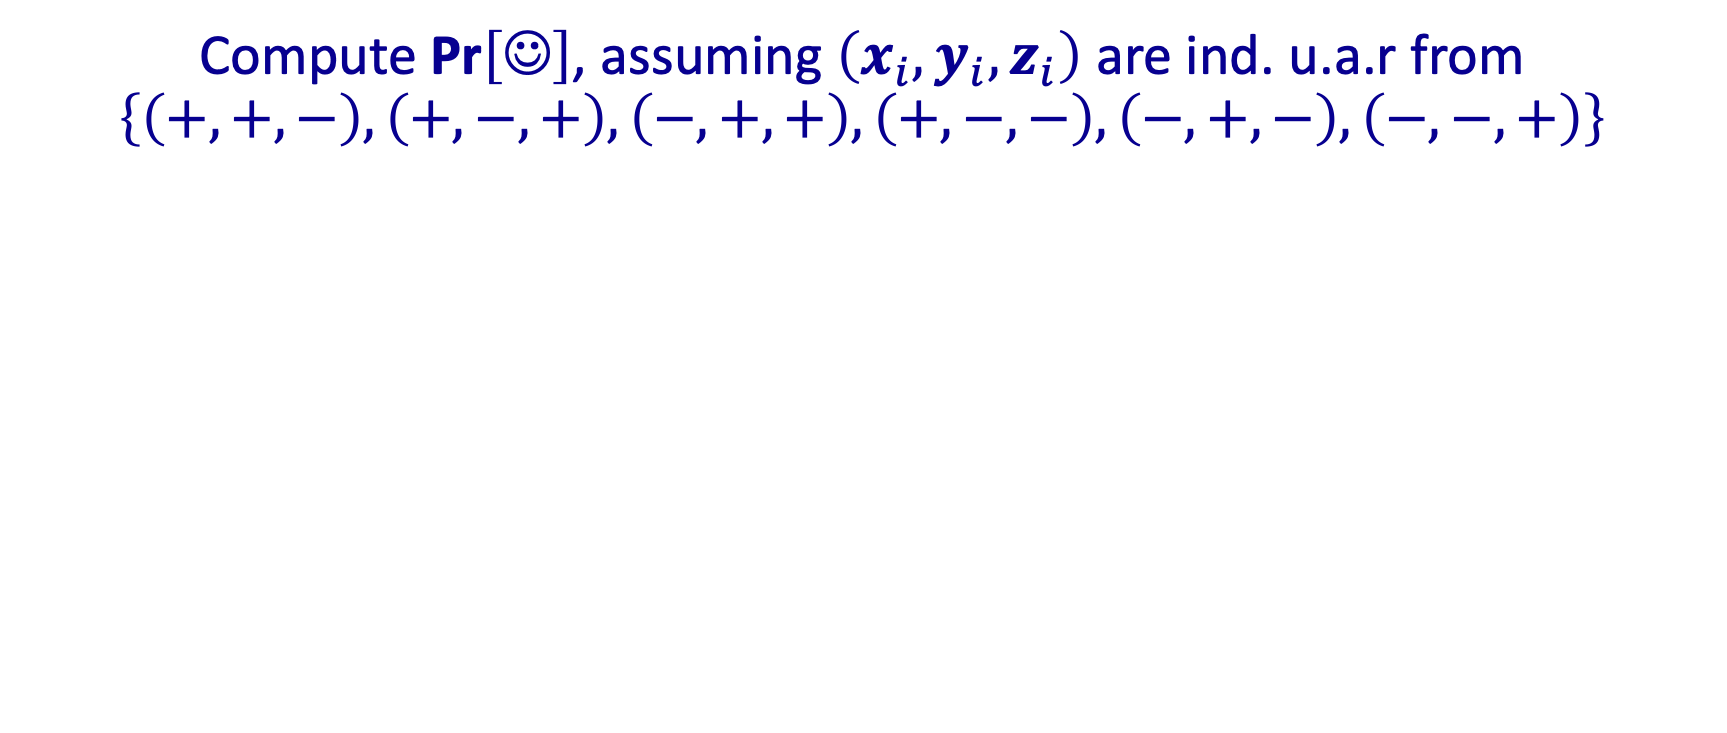 Compute Pr[☺], assuming (xᵢ, yᵢ, zᵢ) are ind. u.a.r from
{(+, +, −), (+, −, +), (−, +, +), (+, −, −), (−, +, −), (−, −, +)}